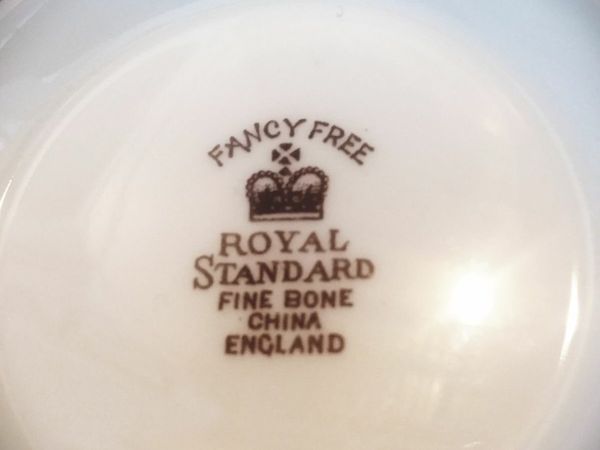 FANCY FREE
ROYAL
STANDARD
FINE BONE
CHINA
ENGLAND